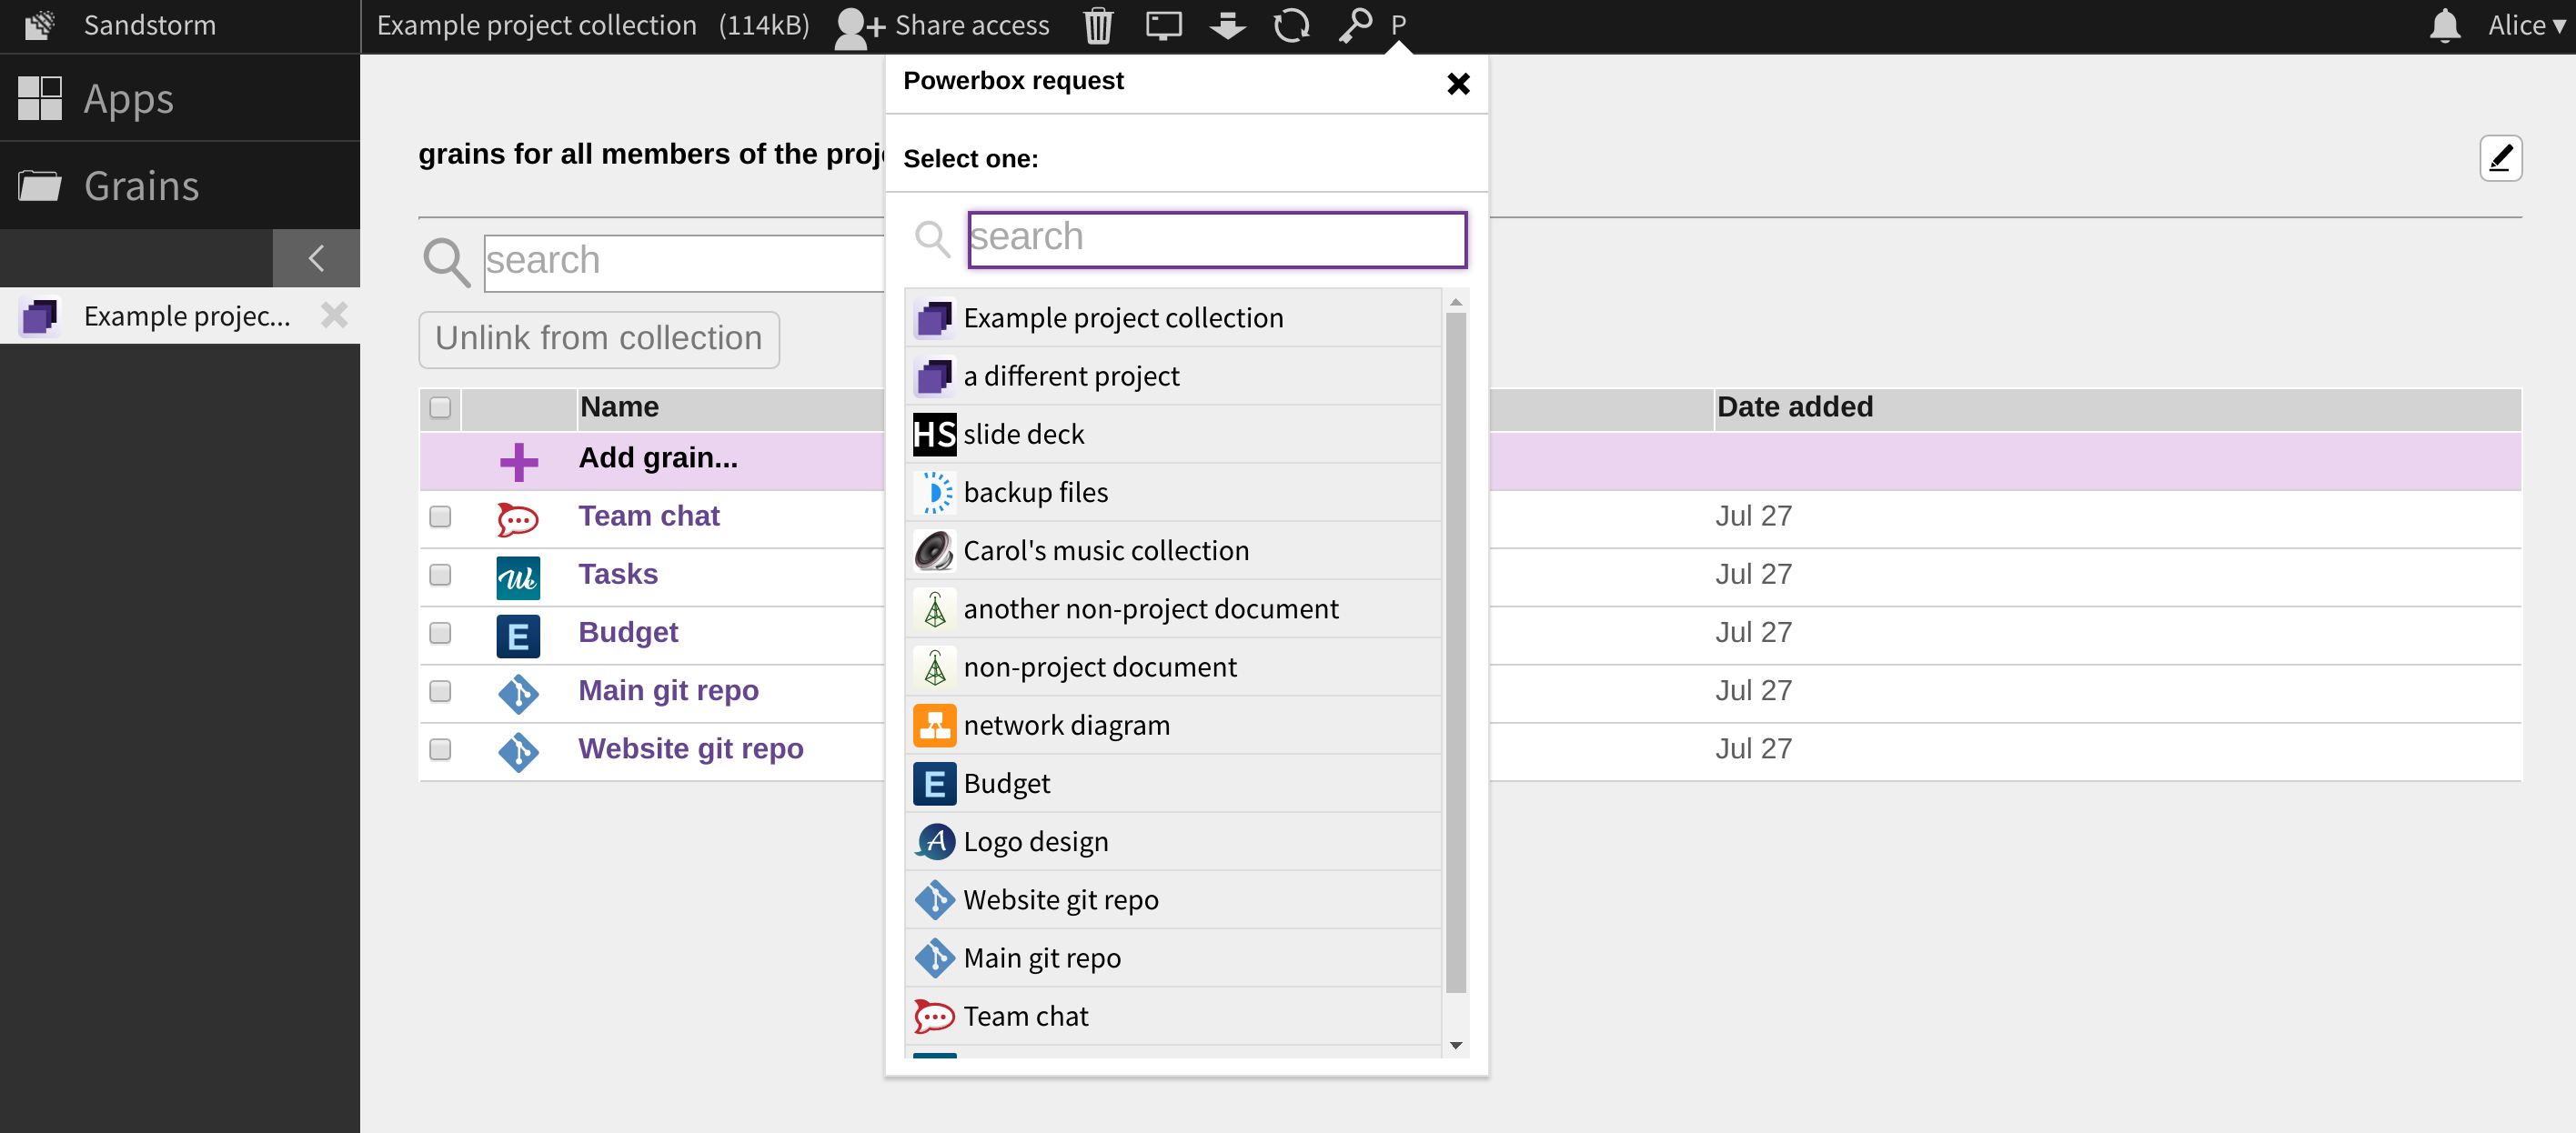 Sandstorm
Example project collection (114kB) Share access P Alice ▾
Apps
Grains
Example projec...
grains for all members of the proje
search
Unlink from collection
Name Date added
Add grain...
Team chat Jul 27
Tasks Jul 27
Budget Jul 27
Main git repo Jul 27
Website git repo Jul 27
Powerbox request
Select one:
search
Example project collection
a different project
HS slide deck
backup files
Carol's music collection
another non-project document
non-project document
network diagram
E Budget
A Logo design
Website git repo
Main git repo
Team chat